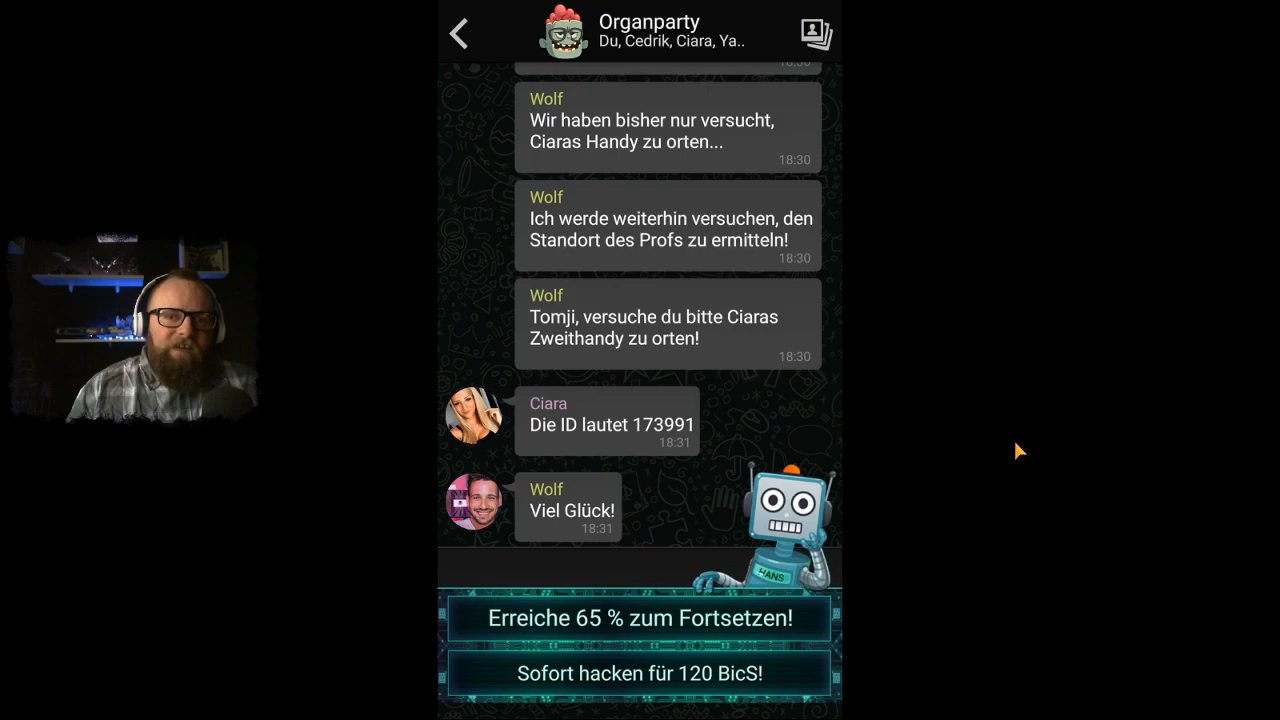 Organparty
Du, Cedrik, Ciara, Ya..
18:30
Wolf
Wir haben bisher nur versucht,
Ciaras Handy zu orten...
18:30
Wolf
Ich werde weiterhin versuchen, den
Standort des Profs zu ermitteln!
18:30
Wolf
Tomji, versuche du bitte Ciaras
Zweithandy zu orten!
18:30
Ciara
Die ID lautet 173991
18:31
Wolf
Viel Glück!
18:31
HANS
Erreiche 65 % zum Fortsetzen!
Sofort hacken für 120 BicS!